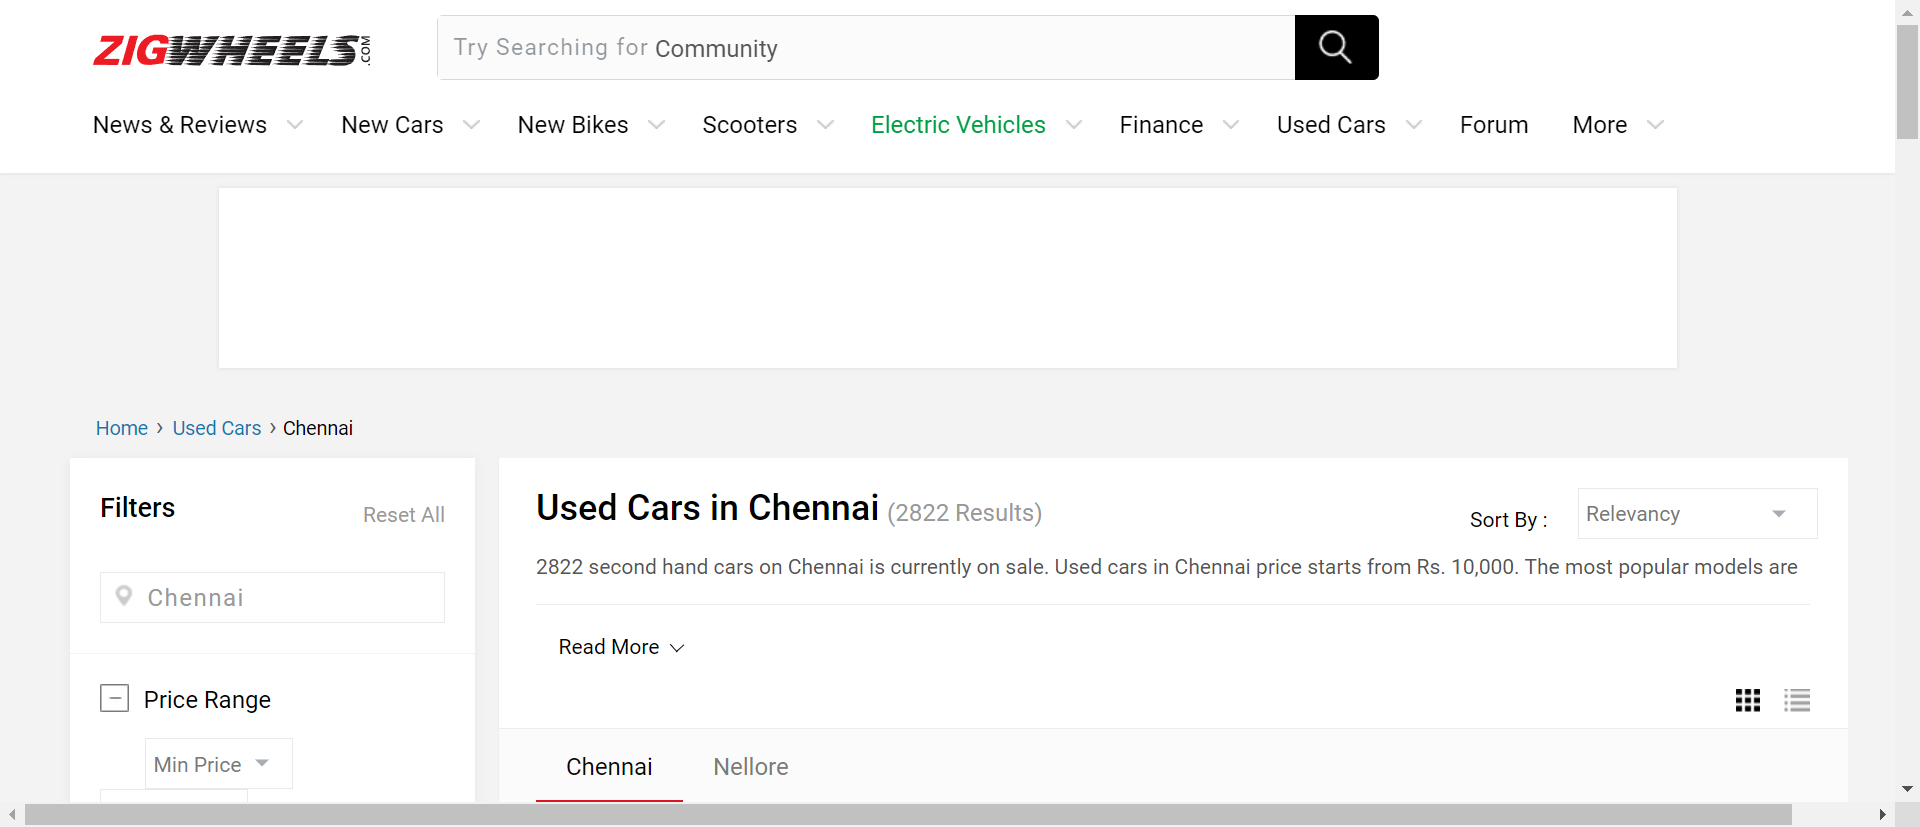 ZIGWHEELS.COM
Try Searching for Community
News & Reviews New Cars New Bikes Scooters Electric Vehicles Finance Used Cars Forum More
Home › Used Cars › Chennai
Filters
Reset All
Chennai
Price Range
Min Price
Used Cars in Chennai (2822 Results)
Sort By : Relevancy
2822 second hand cars on Chennai is currently on sale. Used cars in Chennai price starts from Rs. 10,000. The most popular models are
Read More
Chennai Nellore